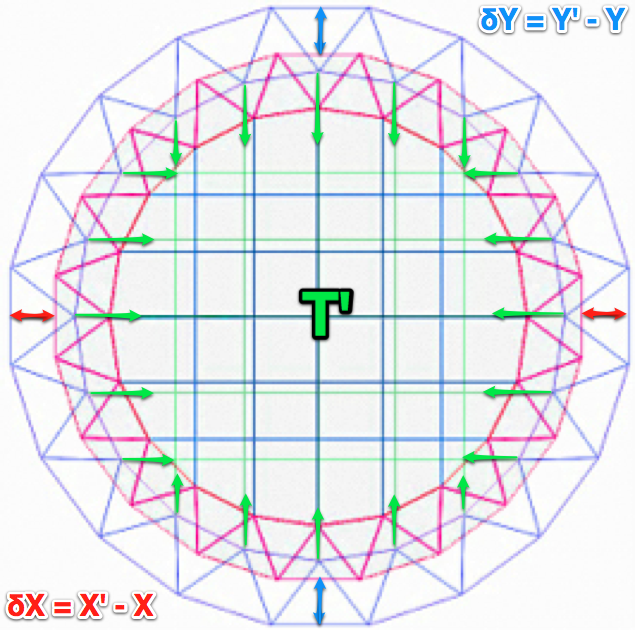 δY = Y' - Y
T'
δX = X' - X